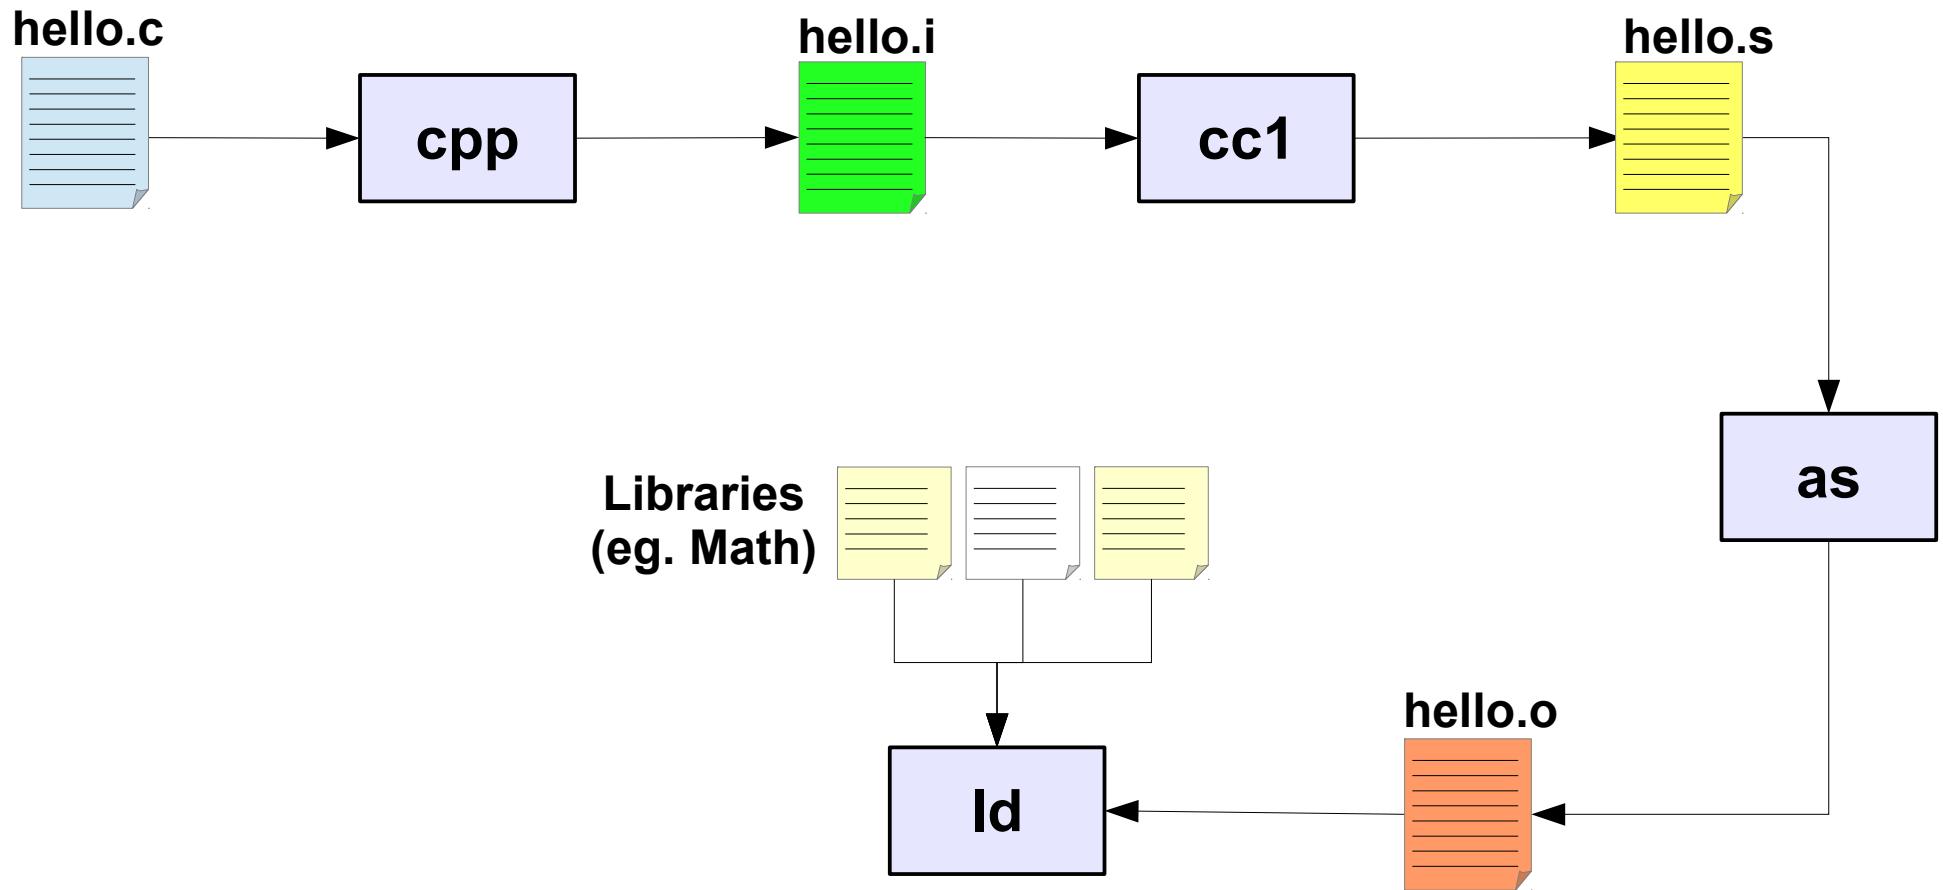 hello.c
hello.i
hello.s
cpp
cc1
as
Libraries
(eg. Math)
hello.o
ld